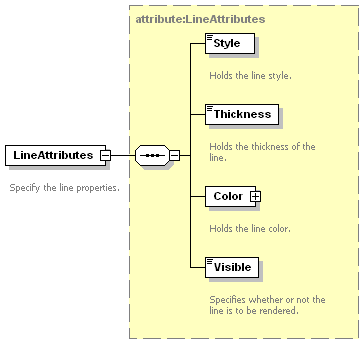 attribute:LineAttributes
Style
Holds the line style.
Thickness
Holds the thickness of the
line.
LineAttributes
Specify the line properties.
Color
Holds the line color.
Visible
Specifies whether or not the
line is to be rendered.